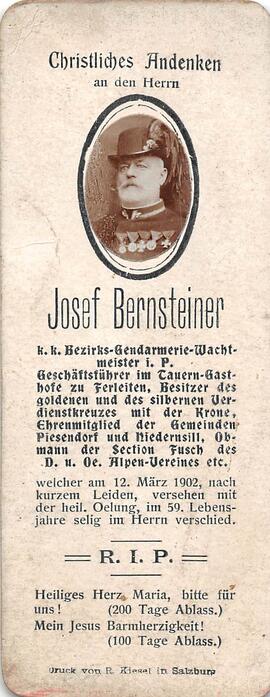 Christliches Andenken
an den Herrn
Josef Bernsteiner
k. k. Bezirks-Gendarmerie-Wacht-
meister i. P.
Geschäftsführer im Tauern-Gast-
hofe zu Ferleiten, Besitzer des
goldenen und des silbernen Ver-
dienstkreuzes mit der Krone,
Ehrenmitglied der Gemeinden
Piesendorf und Niedernsill, Ob-
mann der Section Fusch des
D. u. Oe. Alpen-Vereines etc.
welcher am 12. März 1902, nach
kurzem Leiden, versehen mit
der heil. Oelung, im 59. Lebens-
jahre selig im Herrn verschied.
R. I. P.
Heiliges Herz Maria, bitte für
uns! (200 Tage Ablass.)
Mein Jesus Barmherzigkeit!
(100 Tage Ablass.)
Druck von R. Kiesel in Salzburg